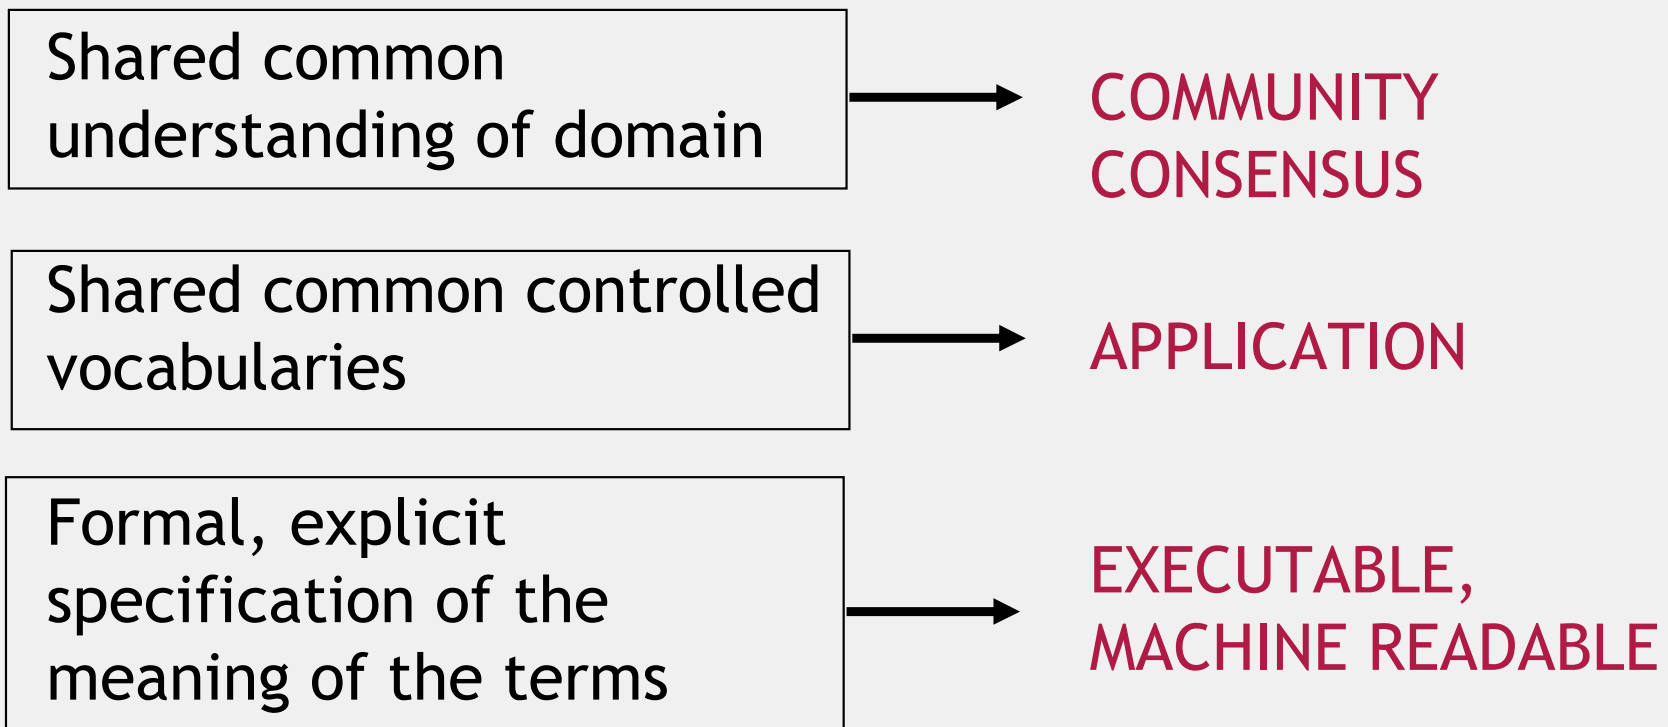 Shared common
understanding of domain
COMMUNITY
CONSENSUS
Shared common controlled
vocabularies
APPLICATION
Formal, explicit
specification of the
meaning of the terms
EXECUTABLE,
MACHINE READABLE